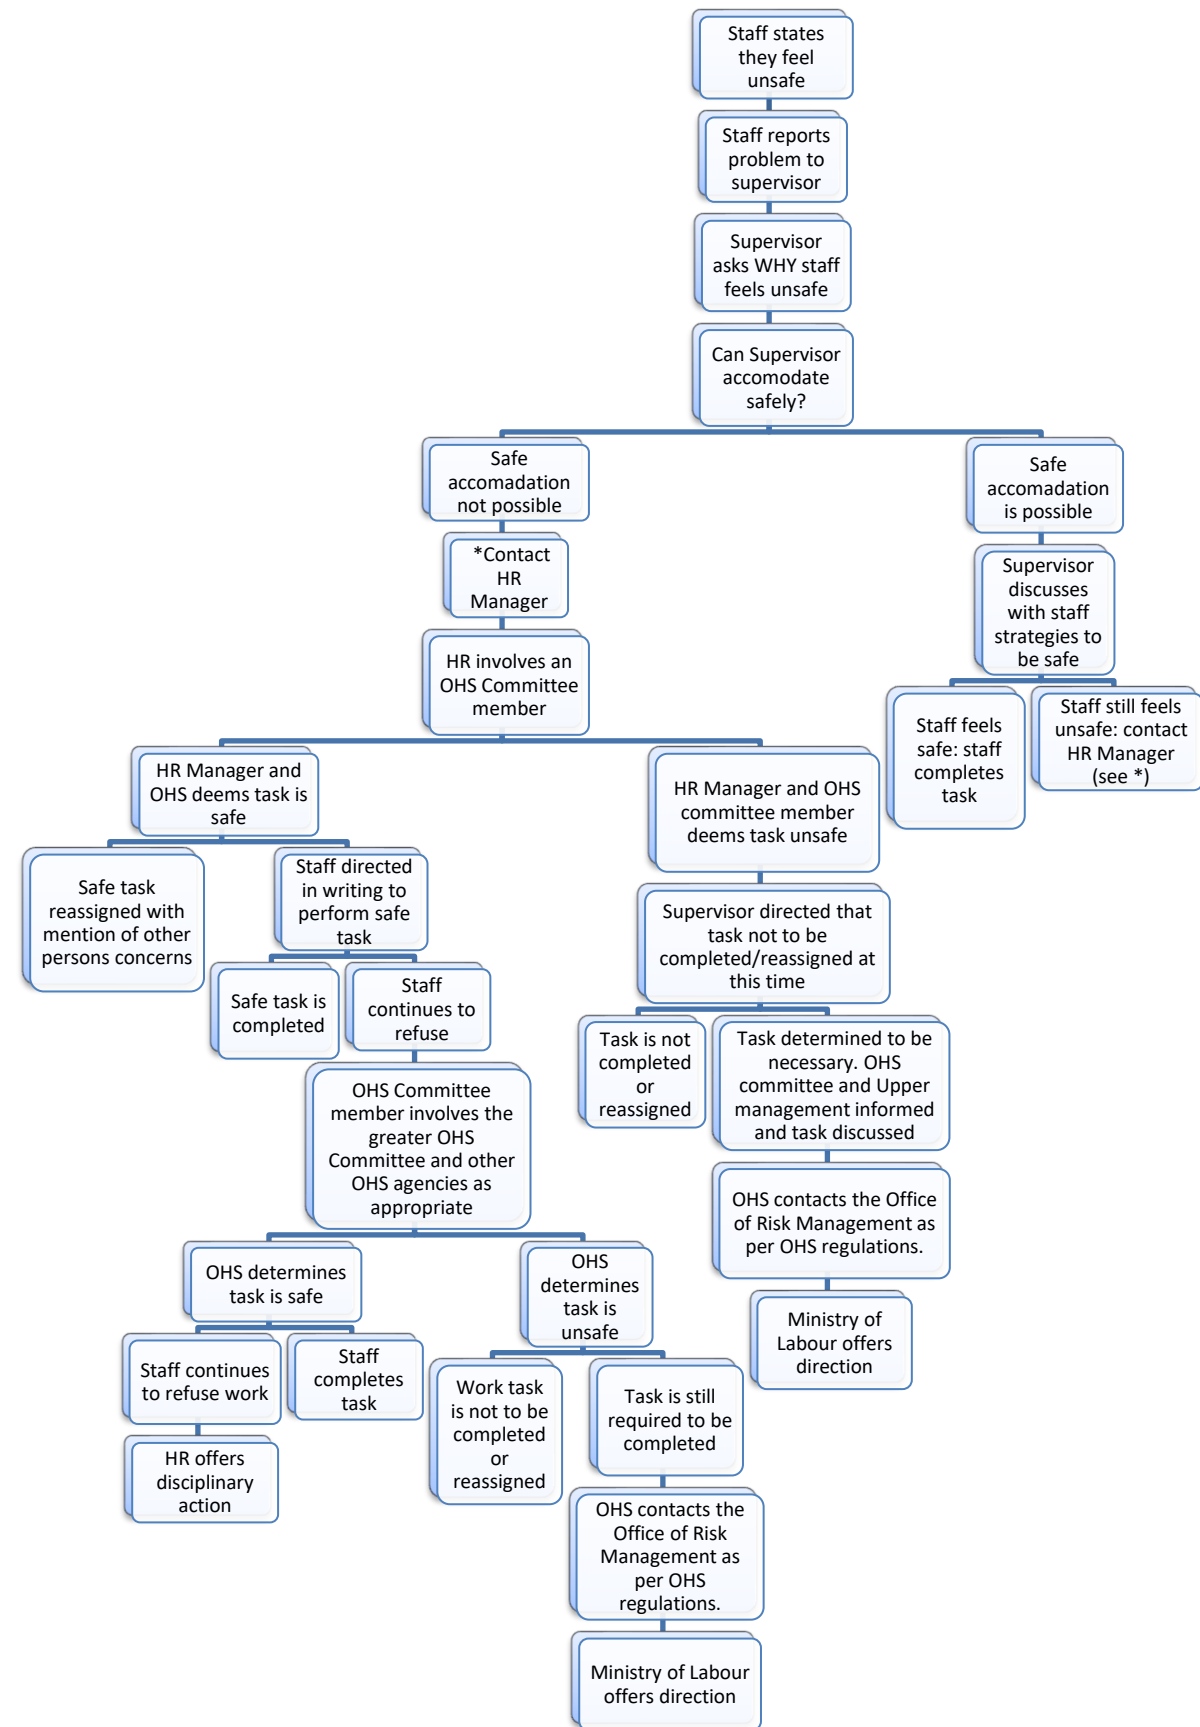 Staff states
they feel
unsafe
Staff reports
problem to
supervisor
Supervisor
asks WHY staff
feels unsafe
Can Supervisor
accomodate
safely?
Safe
accomadation
not possible
Safe
accomadation
is possible
*Contact
HR
Manager
Supervisor
discusses
with staff
strategies to
be safe
HR involves an
OHS Committee
member
Staff feels
safe: staff
completes
task
Staff still feels
unsafe: contact
HR Manager
(see *)
HR Manager and
OHS deems task is
safe
HR Manager and OHS
committee member
deems task unsafe
Safe task
reassigned with
mention of other
persons concerns
Staff directed
in writing to
perform safe
task
Supervisor directed that
task not to be
completed/reassigned at
this time
Safe task is
completed
Staff
continues to
refuse
Task is not
completed
or
reassigned
Task determined to be
necessary. OHS
committee and Upper
management informed
and task discussed
OHS Committee
member involves the
greater OHS
Committee and other
OHS agencies as
appropriate
OHS contacts the Office
of Risk Management as
per OHS regulations.
OHS determines
task is safe
OHS
determines
task is
unsafe
Ministry of
Labour offers
direction
Staff continues
to refuse work
Staff
completes
task
Work task
is not to be
completed
or
reassigned
Task is still
required to be
completed
HR offers
disciplinary
action
OHS contacts the
Office of Risk
Management as
per OHS
regulations.
Ministry of Labour
offers direction